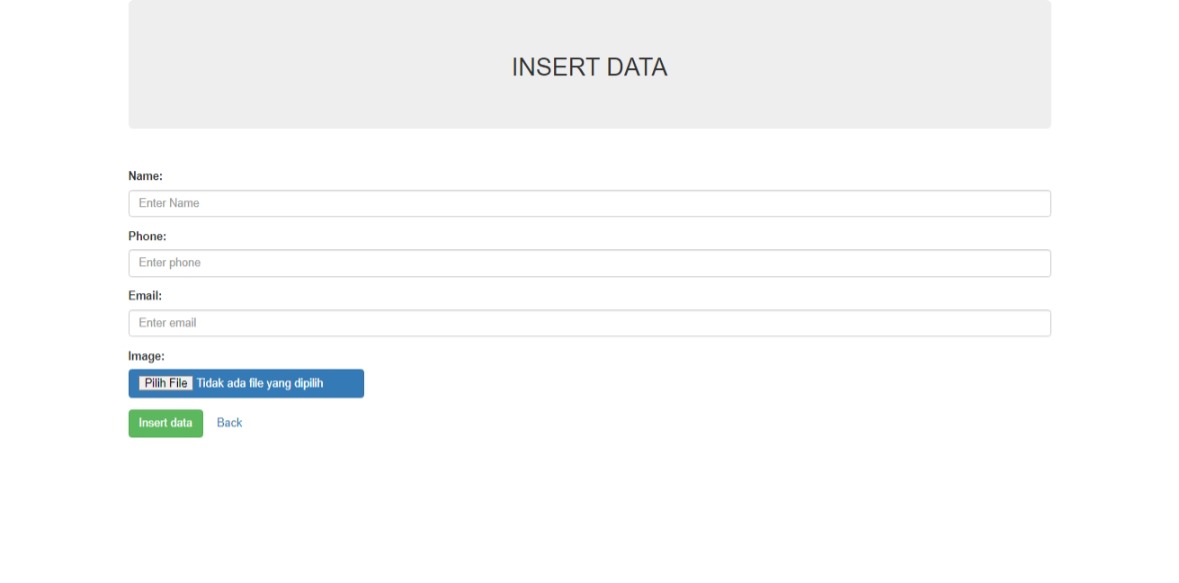 INSERT DATA
Name:
Enter Name
Phone:
Enter phone
Email:
Enter email
Image:
Pilih File Tidak ada file yang dipilih
Insert data Back